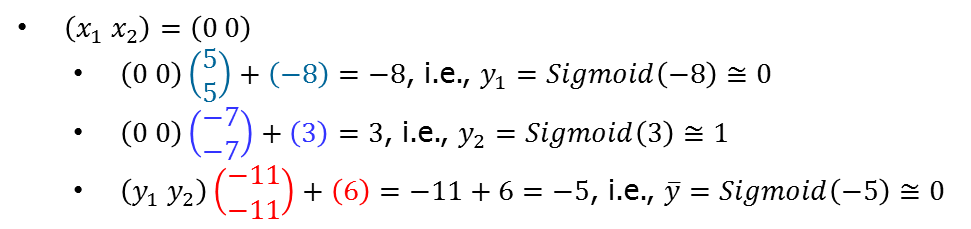 • (x₁ x₂) = (0 0)
• (0 0) (5 5) + (−8) = −8, i.e., y₁ = Sigmoid(−8) ≅ 0
• (0 0) (−7 −7) + (3) = 3, i.e., y₂ = Sigmoid(3) ≅ 1
• (y₁ y₂) (−11 −11) + (6) = −11 + 6 = −5, i.e., ȳ = Sigmoid(−5) ≅ 0